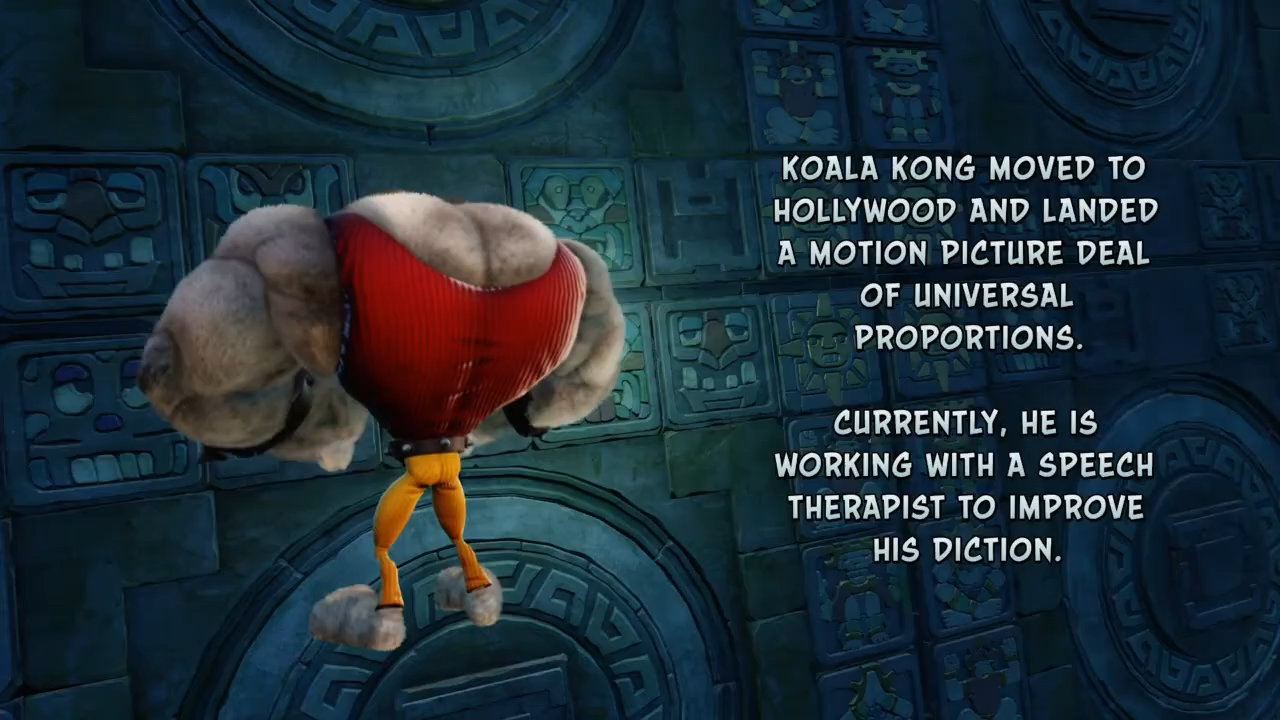 KOALA KONG MOVED TO
HOLLYWOOD AND LANDED
A MOTION PICTURE DEAL
OF UNIVERSAL
PROPORTIONS.
CURRENTLY, HE IS
WORKING WITH A SPEECH
THERAPIST TO IMPROVE
HIS DICTION.